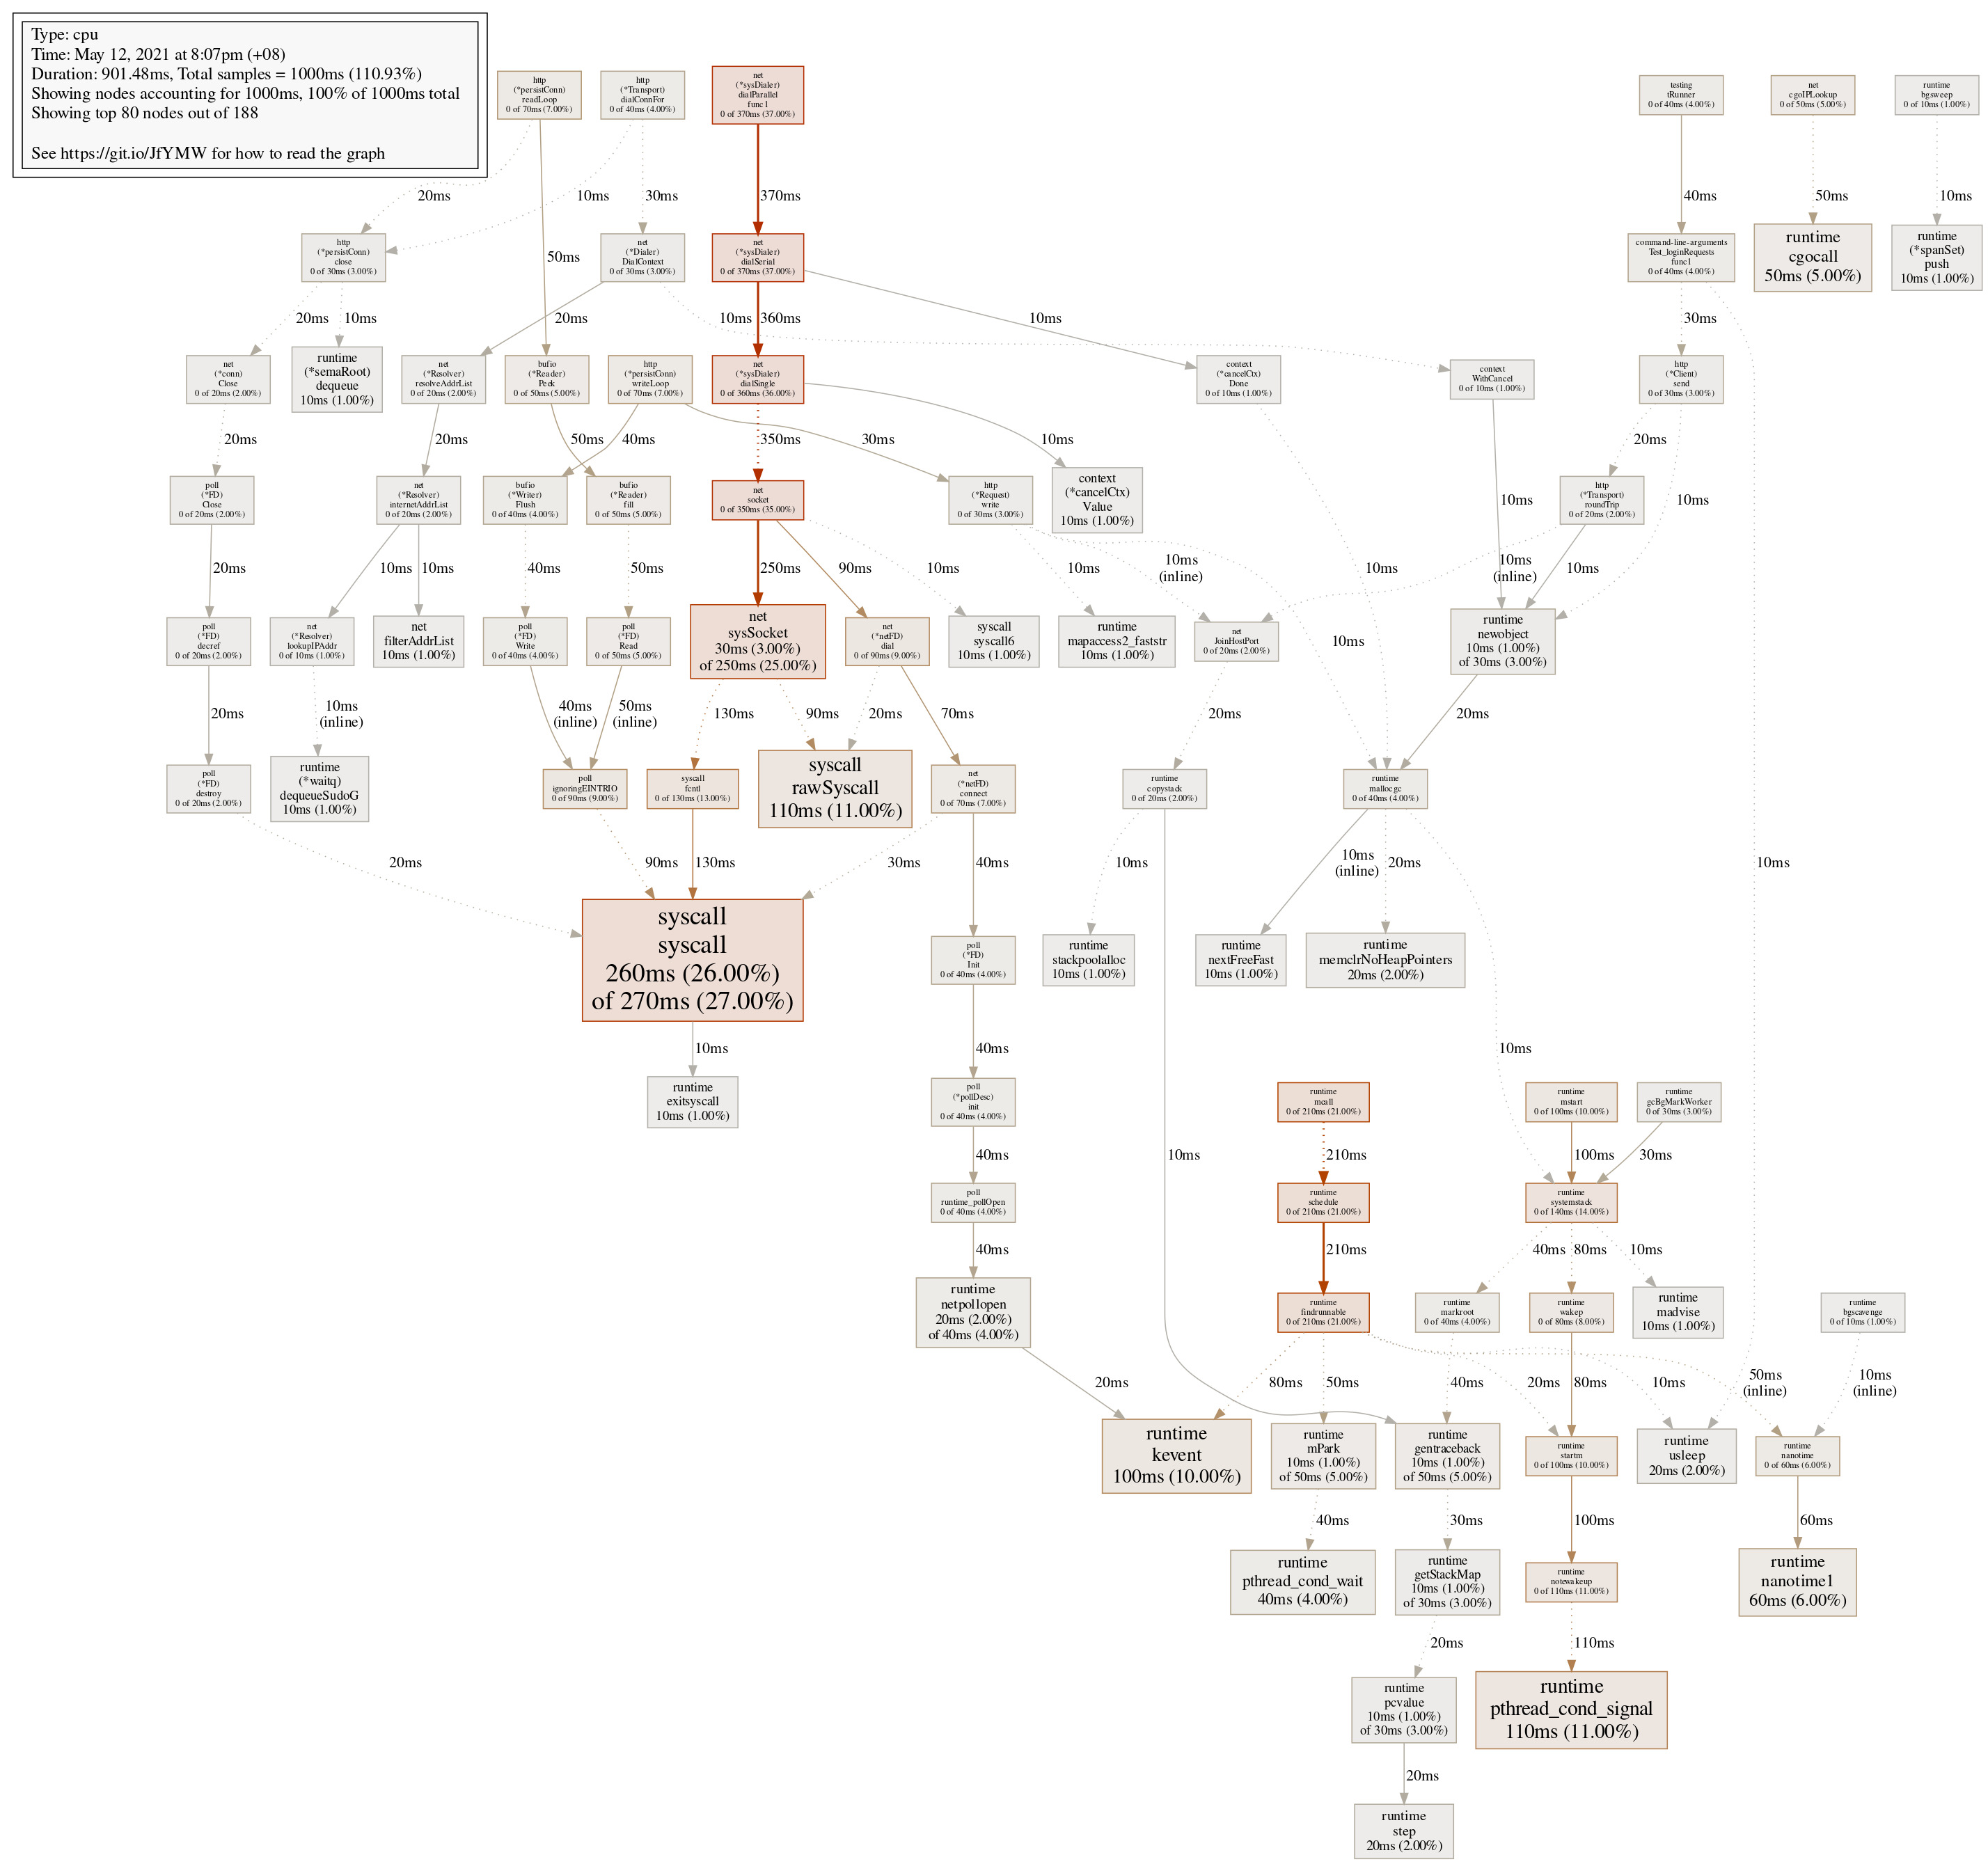 Type: cpu
Time: May 12, 2021 at 8:07pm (+08)
Duration: 901.48ms, Total samples = 1000ms (110.93%)
Showing nodes accounting for 1000ms, 100% of 1000ms total
Showing top 80 nodes out of 188
See https://git.io/JfYMW for how to read the graph
http
(*persistConn)
readLoop
0 of 70ms (7.00%)
http
(*Transport)
dialConnFor
0 of 40ms (4.00%)
net
(*sysDialer)
dialParallel
func1
0 of 370ms (37.00%)
testing
tRunner
0 of 40ms (4.00%)
net
cgoIPLookup
0 of 50ms (5.00%)
runtime
bgsweep
0 of 10ms (1.00%)
20ms
10ms
30ms
370ms
40ms
50ms
10ms
http
(*persistConn)
close
0 of 30ms (3.00%)
50ms
net
(*Dialer)
DialContext
0 of 30ms (3.00%)
net
(*sysDialer)
dialSerial
0 of 370ms (37.00%)
command-line-arguments
Test_loginRequests
func1
0 of 40ms (4.00%)
runtime
cgocall
50ms (5.00%)
runtime
(*spanSet)
push
10ms (1.00%)
20ms
10ms
20ms
10ms
360ms
10ms
30ms
net
(*conn)
Close
0 of 20ms (2.00%)
runtime
(*semaRoot)
dequeue
10ms (1.00%)
net
(*Resolver)
resolveAddrList
0 of 20ms (2.00%)
bufio
(*Reader)
Peek
0 of 50ms (5.00%)
http
(*persistConn)
writeLoop
0 of 70ms (7.00%)
net
(*sysDialer)
dialSingle
0 of 360ms (36.00%)
context
(*cancelCtx)
Done
0 of 10ms (1.00%)
context
WithCancel
0 of 10ms (1.00%)
http
(*Client)
send
0 of 30ms (3.00%)
20ms
20ms
50ms
40ms
350ms
30ms
10ms
20ms
poll
(*FD)
Close
0 of 20ms (2.00%)
net
(*Resolver)
internetAddrList
0 of 20ms (2.00%)
bufio
(*Writer)
Flush
0 of 40ms (4.00%)
bufio
(*Reader)
fill
0 of 50ms (5.00%)
net
socket
0 of 350ms (35.00%)
http
(*Request)
write
0 of 30ms (3.00%)
context
(*cancelCtx)
Value
10ms (1.00%)
10ms
http
(*Transport)
roundTrip
0 of 20ms (2.00%)
10ms
20ms
10ms
10ms
40ms
50ms
250ms
90ms
10ms
10ms
10ms
(inline)
10ms
10ms
(inline)
10ms
poll
(*FD)
decref
0 of 20ms (2.00%)
net
(*Resolver)
lookupIPAddr
0 of 10ms (1.00%)
net
filterAddrList
10ms (1.00%)
poll
(*FD)
Write
0 of 40ms (4.00%)
poll
(*FD)
Read
0 of 50ms (5.00%)
net
sysSocket
30ms (3.00%)
of 250ms (25.00%)
net
(*netFD)
dial
0 of 90ms (9.00%)
syscall
syscall6
10ms (1.00%)
runtime
mapaccess2_faststr
10ms (1.00%)
net
JoinHostPort
0 of 20ms (2.00%)
10ms
runtime
newobject
10ms (1.00%)
of 30ms (3.00%)
20ms
10ms
(inline)
40ms
(inline)
50ms
(inline)
130ms
90ms
20ms
70ms
20ms
20ms
poll
(*FD)
destroy
0 of 20ms (2.00%)
runtime
(*waitq)
dequeueSudoG
10ms (1.00%)
poll
ignoringEINTRIO
0 of 90ms (9.00%)
syscall
fcntl
0 of 130ms (13.00%)
syscall
rawSyscall
110ms (11.00%)
net
(*netFD)
connect
0 of 70ms (7.00%)
runtime
copystack
0 of 20ms (2.00%)
runtime
mallocgc
0 of 40ms (4.00%)
20ms
90ms
130ms
30ms
40ms
10ms
10ms
(inline)
20ms
10ms
syscall
syscall
260ms (26.00%)
of 270ms (27.00%)
poll
(*FD)
Init
0 of 40ms (4.00%)
runtime
stackpoolalloc
10ms (1.00%)
runtime
nextFreeFast
10ms (1.00%)
runtime
memclrNoHeapPointers
20ms (2.00%)
10ms
40ms
10ms
runtime
exitsyscall
10ms (1.00%)
poll
(*pollDesc)
init
0 of 40ms (4.00%)
runtime
mcall
0 of 210ms (21.00%)
runtime
mstart
0 of 100ms (10.00%)
runtime
gcBgMarkWorker
0 of 30ms (3.00%)
40ms
10ms
210ms
100ms
30ms
poll
runtime_pollOpen
0 of 40ms (4.00%)
runtime
schedule
0 of 210ms (21.00%)
runtime
systemstack
0 of 140ms (14.00%)
40ms
210ms
40ms
80ms
10ms
runtime
netpollopen
20ms (2.00%)
of 40ms (4.00%)
runtime
findrunnable
0 of 210ms (21.00%)
runtime
markroot
0 of 40ms (4.00%)
runtime
wakep
0 of 80ms (8.00%)
runtime
madvise
10ms (1.00%)
runtime
bgscavenge
0 of 10ms (1.00%)
20ms
80ms
50ms
40ms
20ms
80ms
10ms
50ms
(inline)
10ms
(inline)
runtime
kevent
100ms (10.00%)
runtime
mPark
10ms (1.00%)
of 50ms (5.00%)
runtime
gentraceback
10ms (1.00%)
of 50ms (5.00%)
runtime
startm
0 of 100ms (10.00%)
runtime
usleep
20ms (2.00%)
runtime
nanotime
0 of 60ms (6.00%)
40ms
30ms
100ms
60ms
runtime
pthread_cond_wait
40ms (4.00%)
runtime
getStackMap
10ms (1.00%)
of 30ms (3.00%)
runtime
notewakeup
0 of 110ms (11.00%)
runtime
nanotime1
60ms (6.00%)
20ms
110ms
runtime
pcvalue
10ms (1.00%)
of 30ms (3.00%)
runtime
pthread_cond_signal
110ms (11.00%)
20ms
runtime
step
20ms (2.00%)